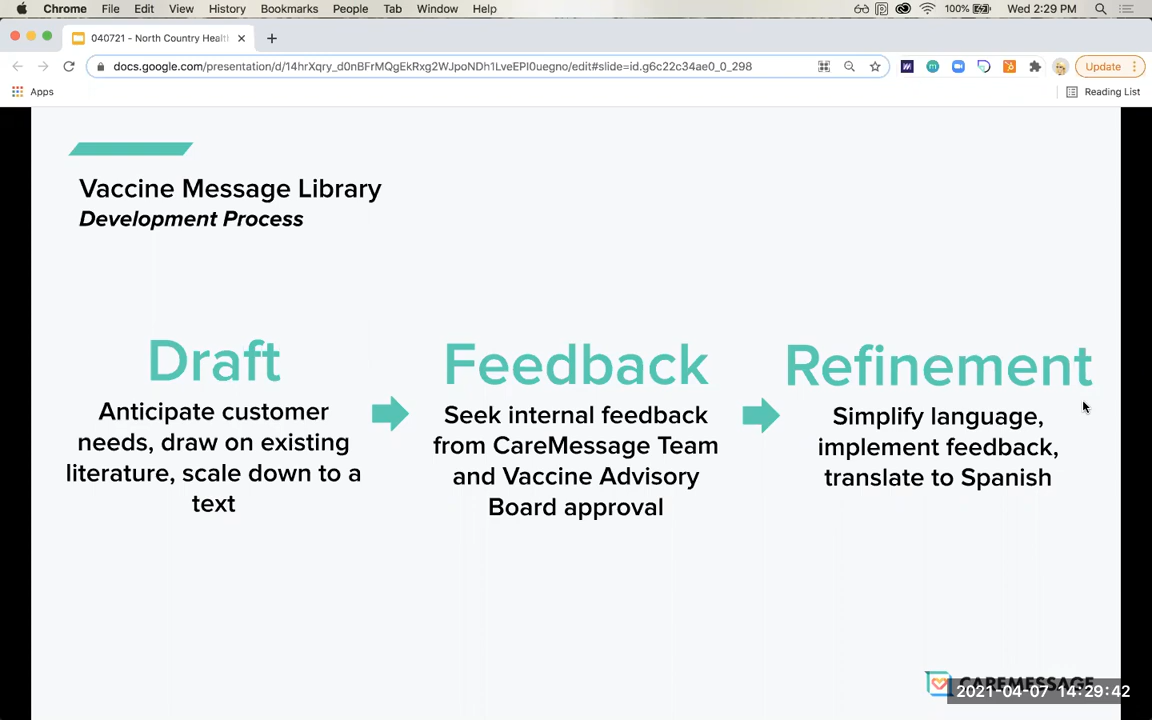 Chrome File Edit View History Bookmarks People Tab Window Help 100% Wed 2:29 PM
040721 - North Country Healt
docs.google.com/presentation/d/14hrXqry_d0nBFrMQgEkRxg2WJpoNDh1LveEPI0uegno/edit#slide=id.g6c22c34ae0_0_298 Update
Apps Reading List
Vaccine Message Library
Development Process
Draft
Anticipate customer
needs, draw on existing
literature, scale down to a
text
Feedback
Seek internal feedback
from CareMessage Team
and Vaccine Advisory
Board approval
Refinement
Simplify language,
implement feedback,
translate to Spanish
CAREMESSAGE
2021-04-07 14:29:42